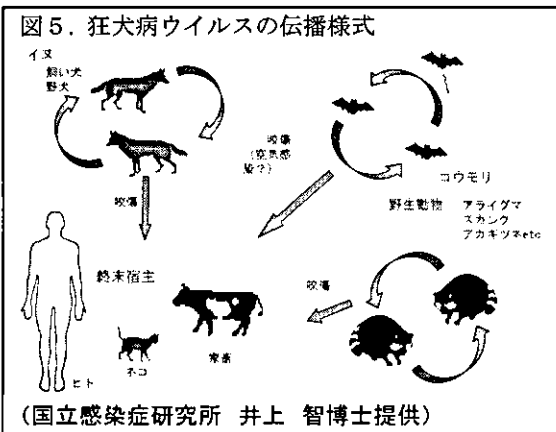 図5. 狂犬病ウイルスの伝播様式
イヌ
飼い犬
野犬
咬傷
(空気感
染?)
コウモリ
野生動物 アライグマ
スカンク
アカギツネetc
咬傷
終末宿主
咬傷
ネコ
家畜
ヒト
(国立感染症研究所 井上 智博士提供)